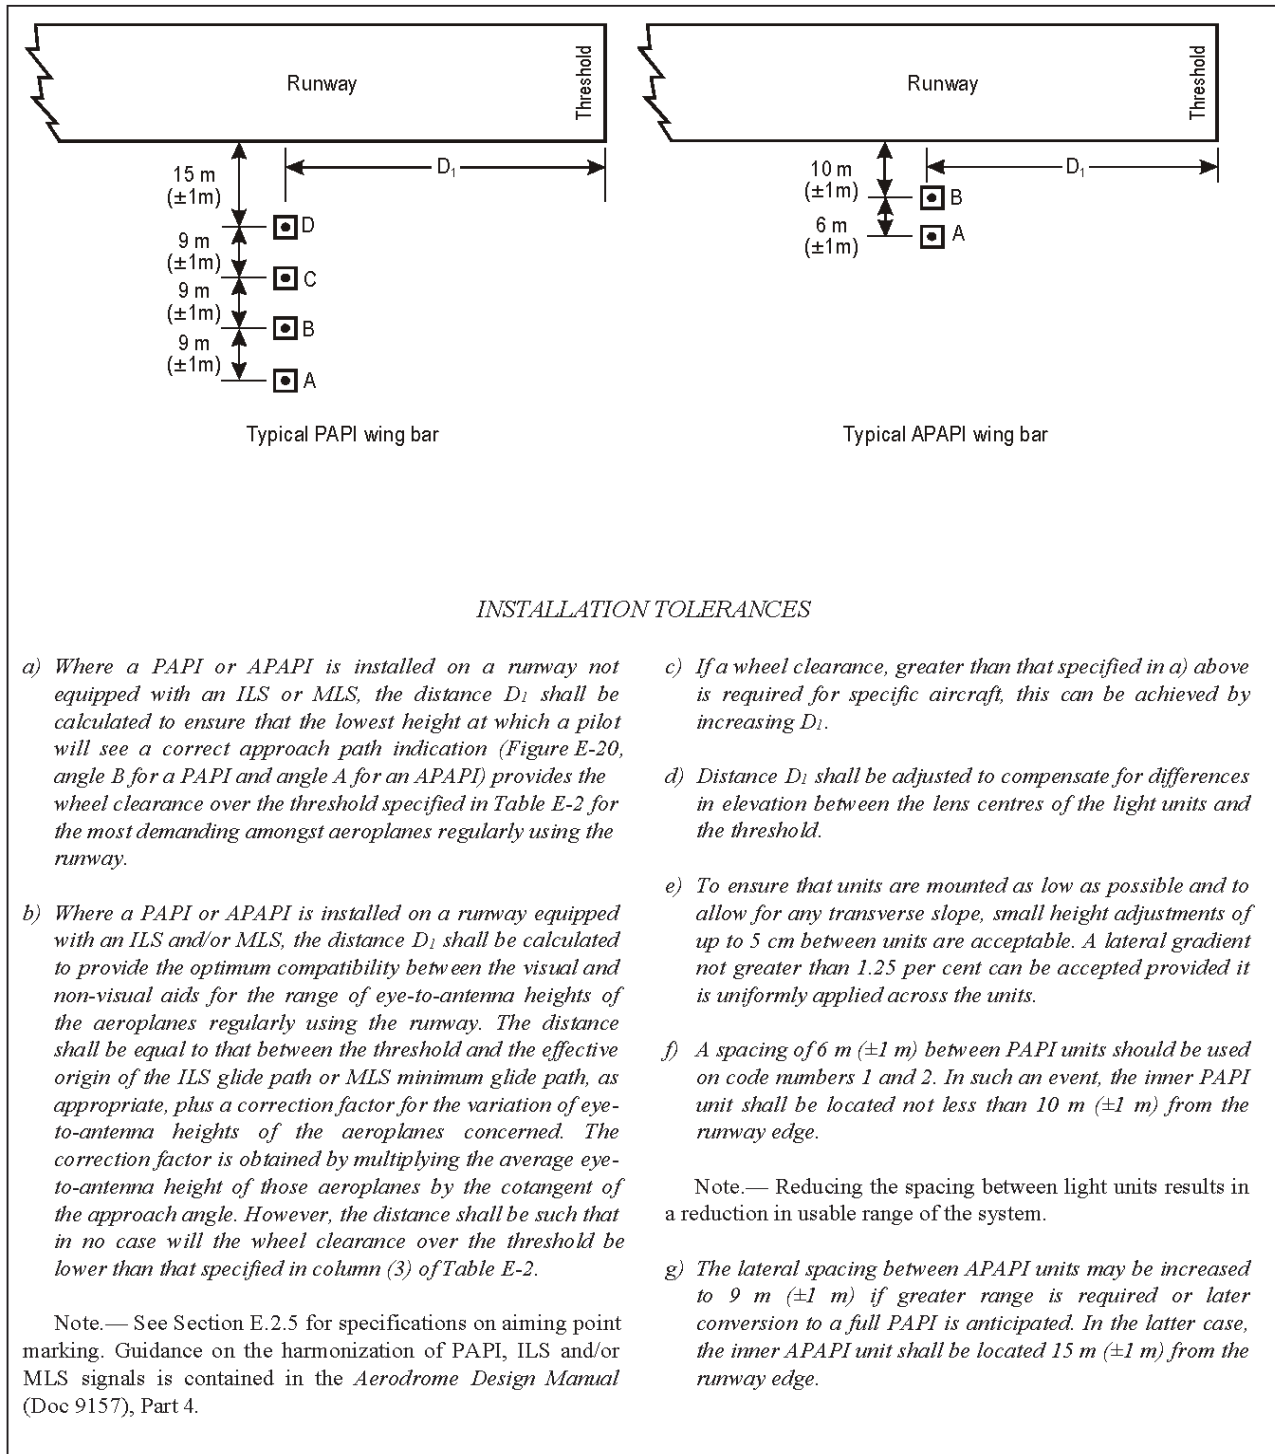 Runway
Threshold
D1
15 m
(±1m)
D
9 m
(±1m)
C
9 m
(±1m)
B
9 m
(±1m)
A
Typical PAPI wing bar
Runway
Threshold
10 m
(±1m)
D1
B
6 m
(±1m)
A
Typical APAPI wing bar
INSTALLATION TOLERANCES
a) Where a PAPI or APAPI is installed on a runway not
equipped with an ILS or MLS, the distance D1 shall be
calculated to ensure that the lowest height at which a pilot
will see a correct approach path indication (Figure E-20,
angle B for a PAPI and angle A for an APAPI) provides the
wheel clearance over the threshold specified in Table E-2 for
the most demanding amongst aeroplanes regularly using the
runway.
b) Where a PAPI or APAPI is installed on a runway equipped
with an ILS and/or MLS, the distance D1 shall be calculated
to provide the optimum compatibility between the visual and
non-visual aids for the range of eye-to-antenna heights of
the aeroplanes regularly using the runway. The distance
shall be equal to that between the threshold and the effective
origin of the ILS glide path or MLS minimum glide path, as
appropriate, plus a correction factor for the variation of eye-
to-antenna heights of the aeroplanes concerned. The
correction factor is obtained by multiplying the average eye-
to-antenna height of those aeroplanes by the cotangent of
the approach angle. However, the distance shall be such that
in no case will the wheel clearance over the threshold be
lower than that specified in column (3) of Table E-2.
Note.— See Section E.2.5 for specifications on aiming point
marking. Guidance on the harmonization of PAPI, ILS and/or
MLS signals is contained in the Aerodrome Design Manual
(Doc 9157), Part 4.
c) If a wheel clearance, greater than that specified in a) above
is required for specific aircraft, this can be achieved by
increasing D1.
d) Distance D1 shall be adjusted to compensate for differences
in elevation between the lens centres of the light units and
the threshold.
e) To ensure that units are mounted as low as possible and to
allow for any transverse slope, small height adjustments of
up to 5 cm between units are acceptable. A lateral gradient
not greater than 1.25 per cent can be accepted provided it
is uniformly applied across the units.
f) A spacing of 6 m (±1 m) between PAPI units should be used
on code numbers 1 and 2. In such an event, the inner PAPI
unit shall be located not less than 10 m (±1 m) from the
runway edge.
Note.— Reducing the spacing between light units results in
a reduction in usable range of the system.
g) The lateral spacing between APAPI units may be increased
to 9 m (±1 m) if greater range is required or later
conversion to a full PAPI is anticipated. In the latter case,
the inner APAPI unit shall be located 15 m (±1 m) from the
runway edge.